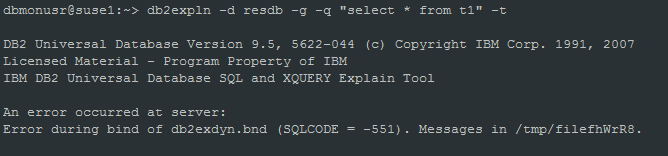 dbmonusr@suse1:~> db2expln -d resdb -g -q "select * from t1" -t
DB2 Universal Database Version 9.5, 5622-044 (c) Copyright IBM Corp. 1991, 2007
Licensed Material - Program Property of IBM
IBM DB2 Universal Database SQL and XQUERY Explain Tool
An error occurred at server:
Error during bind of db2exdyn.bnd (SQLCODE = -551). Messages in /tmp/filefhWrR8.